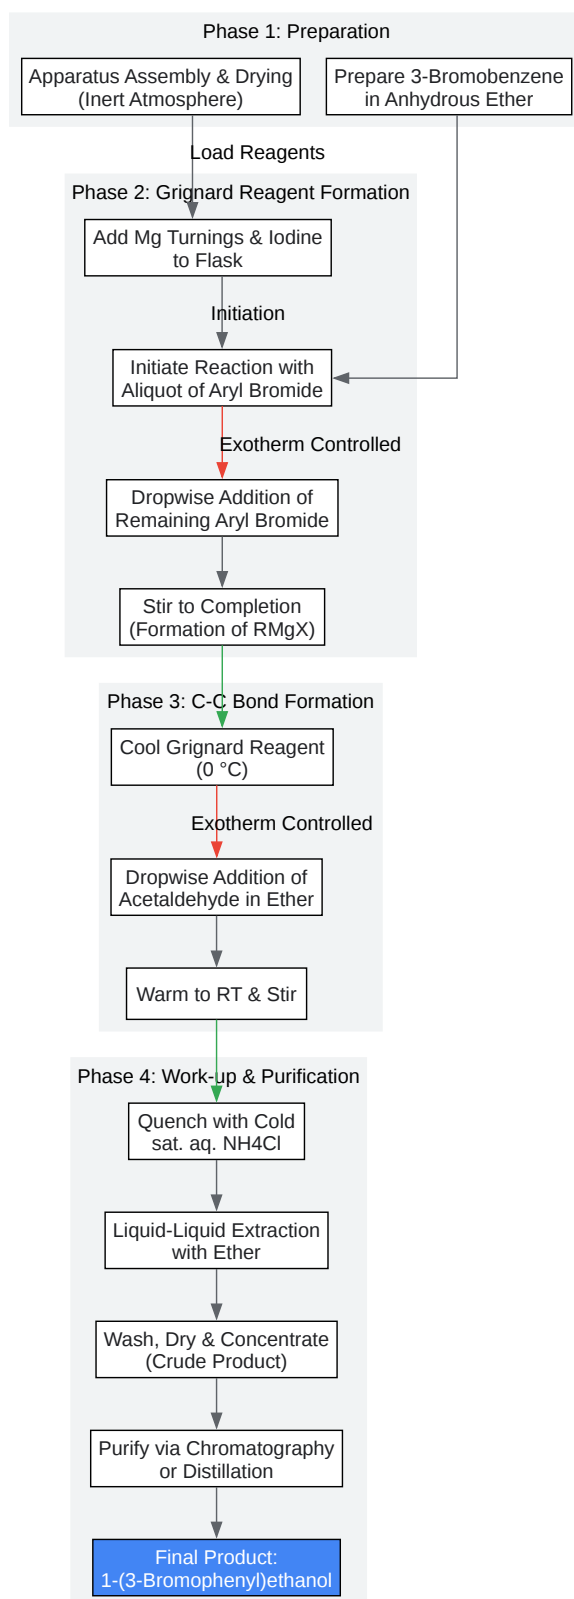 Phase 1: Preparation
Apparatus Assembly & Drying
(Inert Atmosphere)
Prepare 3-Bromobenzene
in Anhydrous Ether
Load Reagents
Phase 2: Grignard Reagent Formation
Add Mg Turnings & Iodine
to Flask
Initiation
Initiate Reaction with
Aliquot of Aryl Bromide
Exotherm Controlled
Dropwise Addition of
Remaining Aryl Bromide
Stir to Completion
(Formation of RMgX)
Phase 3: C-C Bond Formation
Cool Grignard Reagent
(0 °C)
Exotherm Controlled
Dropwise Addition of
Acetaldehyde in Ether
Warm to RT & Stir
Phase 4: Work-up & Purification
Quench with Cold
sat. aq. NH4Cl
Liquid-Liquid Extraction
with Ether
Wash, Dry & Concentrate
(Crude Product)
Purify via Chromatography
or Distillation
Final Product:
1-(3-Bromophenyl)ethanol